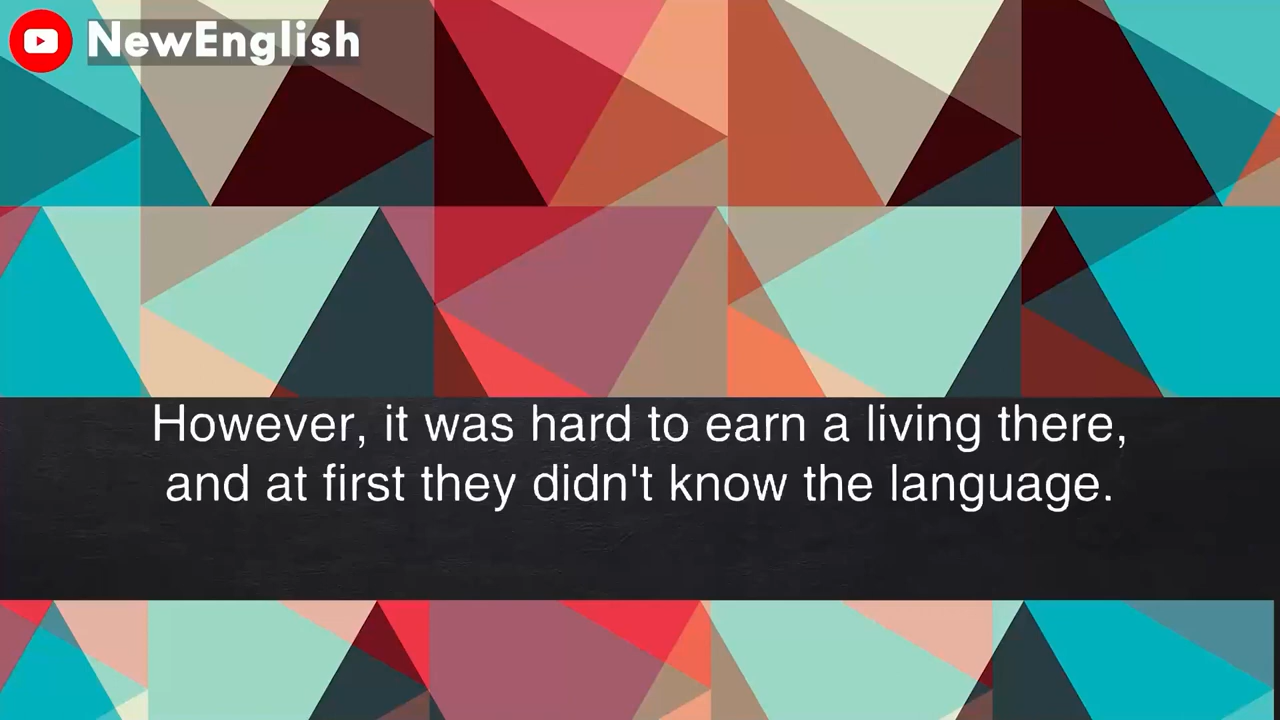 NewEnglish
However, it was hard to earn a living there,
and at first they didn't know the language.